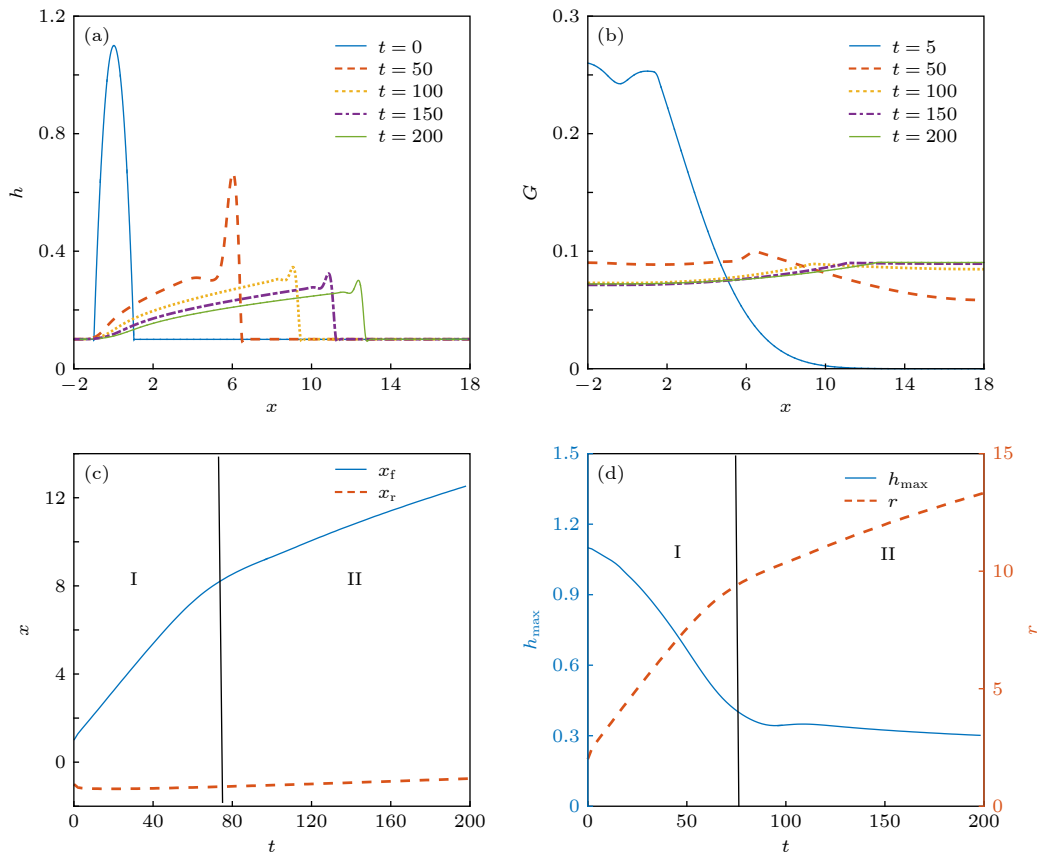 (a)
t = 0
t = 50
t = 100
t = 150
t = 200
1.2
0.8
0.4
0
h
−2 2 6 10 14 18
x
(b)
t = 5
t = 50
t = 100
t = 150
t = 200
0.3
0.2
0.1
0
G
−2 2 6 10 14 18
x
(c)
x_f
x_r
I
II
12
8
4
0
x
0 40 80 120 160 200
t
(d)
h_max
r
I
II
1.5
1.2
0.9
0.6
0.3
0
h_max
15
10
5
0
r
0 50 100 150 200
t